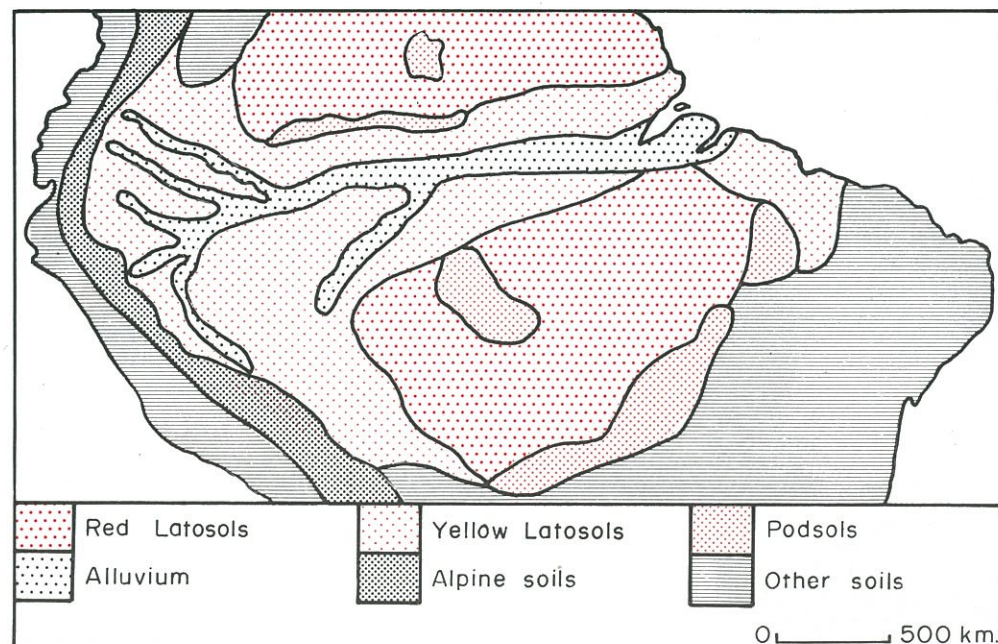 Red Latosols
Yellow Latosols
Podsols
Alluvium
Alpine soils
Other soils
0 500 km.